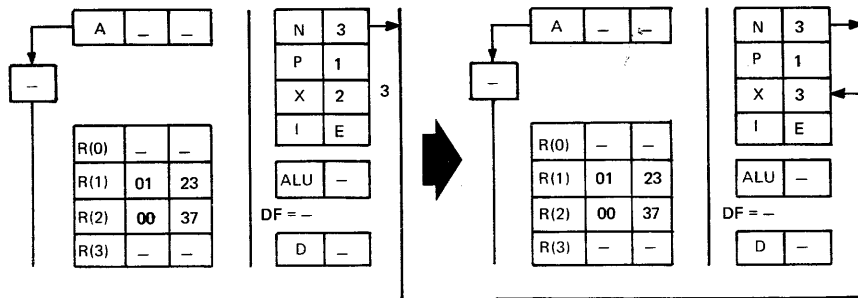 A – –
–
N 3
P 1
X 2
I E
3
R(0) – –
R(1) 01 23
R(2) 00 37
R(3) – –
ALU –
DF = –
D –
A – –
–
N 3
P 1
X 3
I E
R(0) – –
R(1) 01 23
R(2) 00 37
R(3) – –
ALU –
DF = –
D –